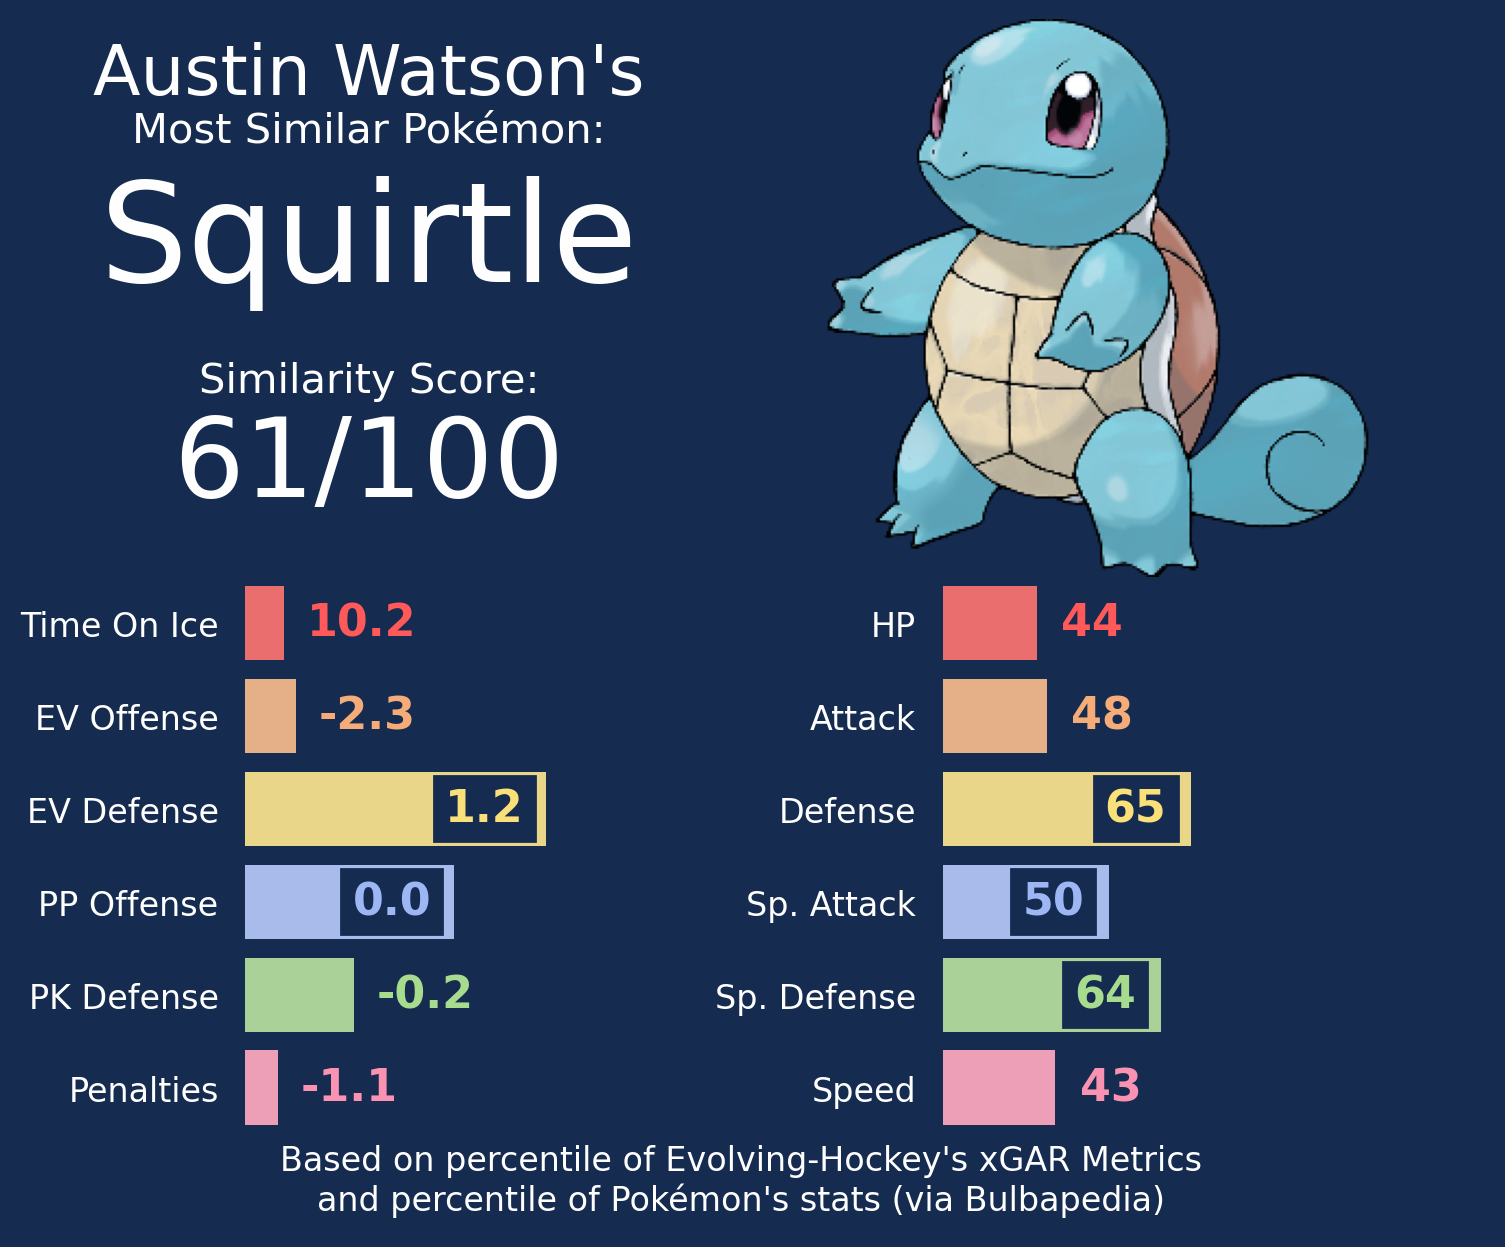 Austin Watson's
Most Similar Pokémon:
Squirtle
Similarity Score:
61/100
Time On Ice 10.2
EV Offense -2.3
EV Defense 1.2
PP Offense 0.0
PK Defense -0.2
Penalties -1.1
HP 44
Attack 48
Defense 65
Sp. Attack 50
Sp. Defense 64
Speed 43
Based on percentile of Evolving-Hockey's xGAR Metrics
and percentile of Pokémon's stats (via Bulbapedia)